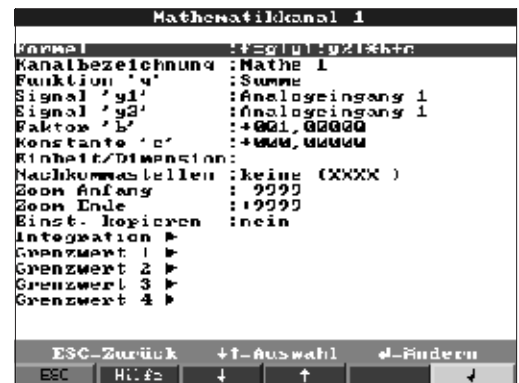 Mathematikkanal 1
Formel :f=g(y1;y2)*b+c
Kanalbezeichnung :Mathe 1
Funktion 'g' :Summe
Signal 'y1' :Analogeingang 1
Signal 'y2' :Analogeingang 1
Faktor 'b' :+001,00000
Konstante 'c' :+000,00000
Einheit/Dimension:
Nachkommastellen :keine (XXXX )
Zoom Anfang :-9999
Zoom Ende :+9999
Einst. kopieren :nein
Integration ►
Grenzwert 1 ►
Grenzwert 2 ►
Grenzwert 3 ►
Grenzwert 4 ►
ESC-Zurück ↓↑-Auswahl ↲-Ändern
ESC Hilfe ↓ ↑ ↲